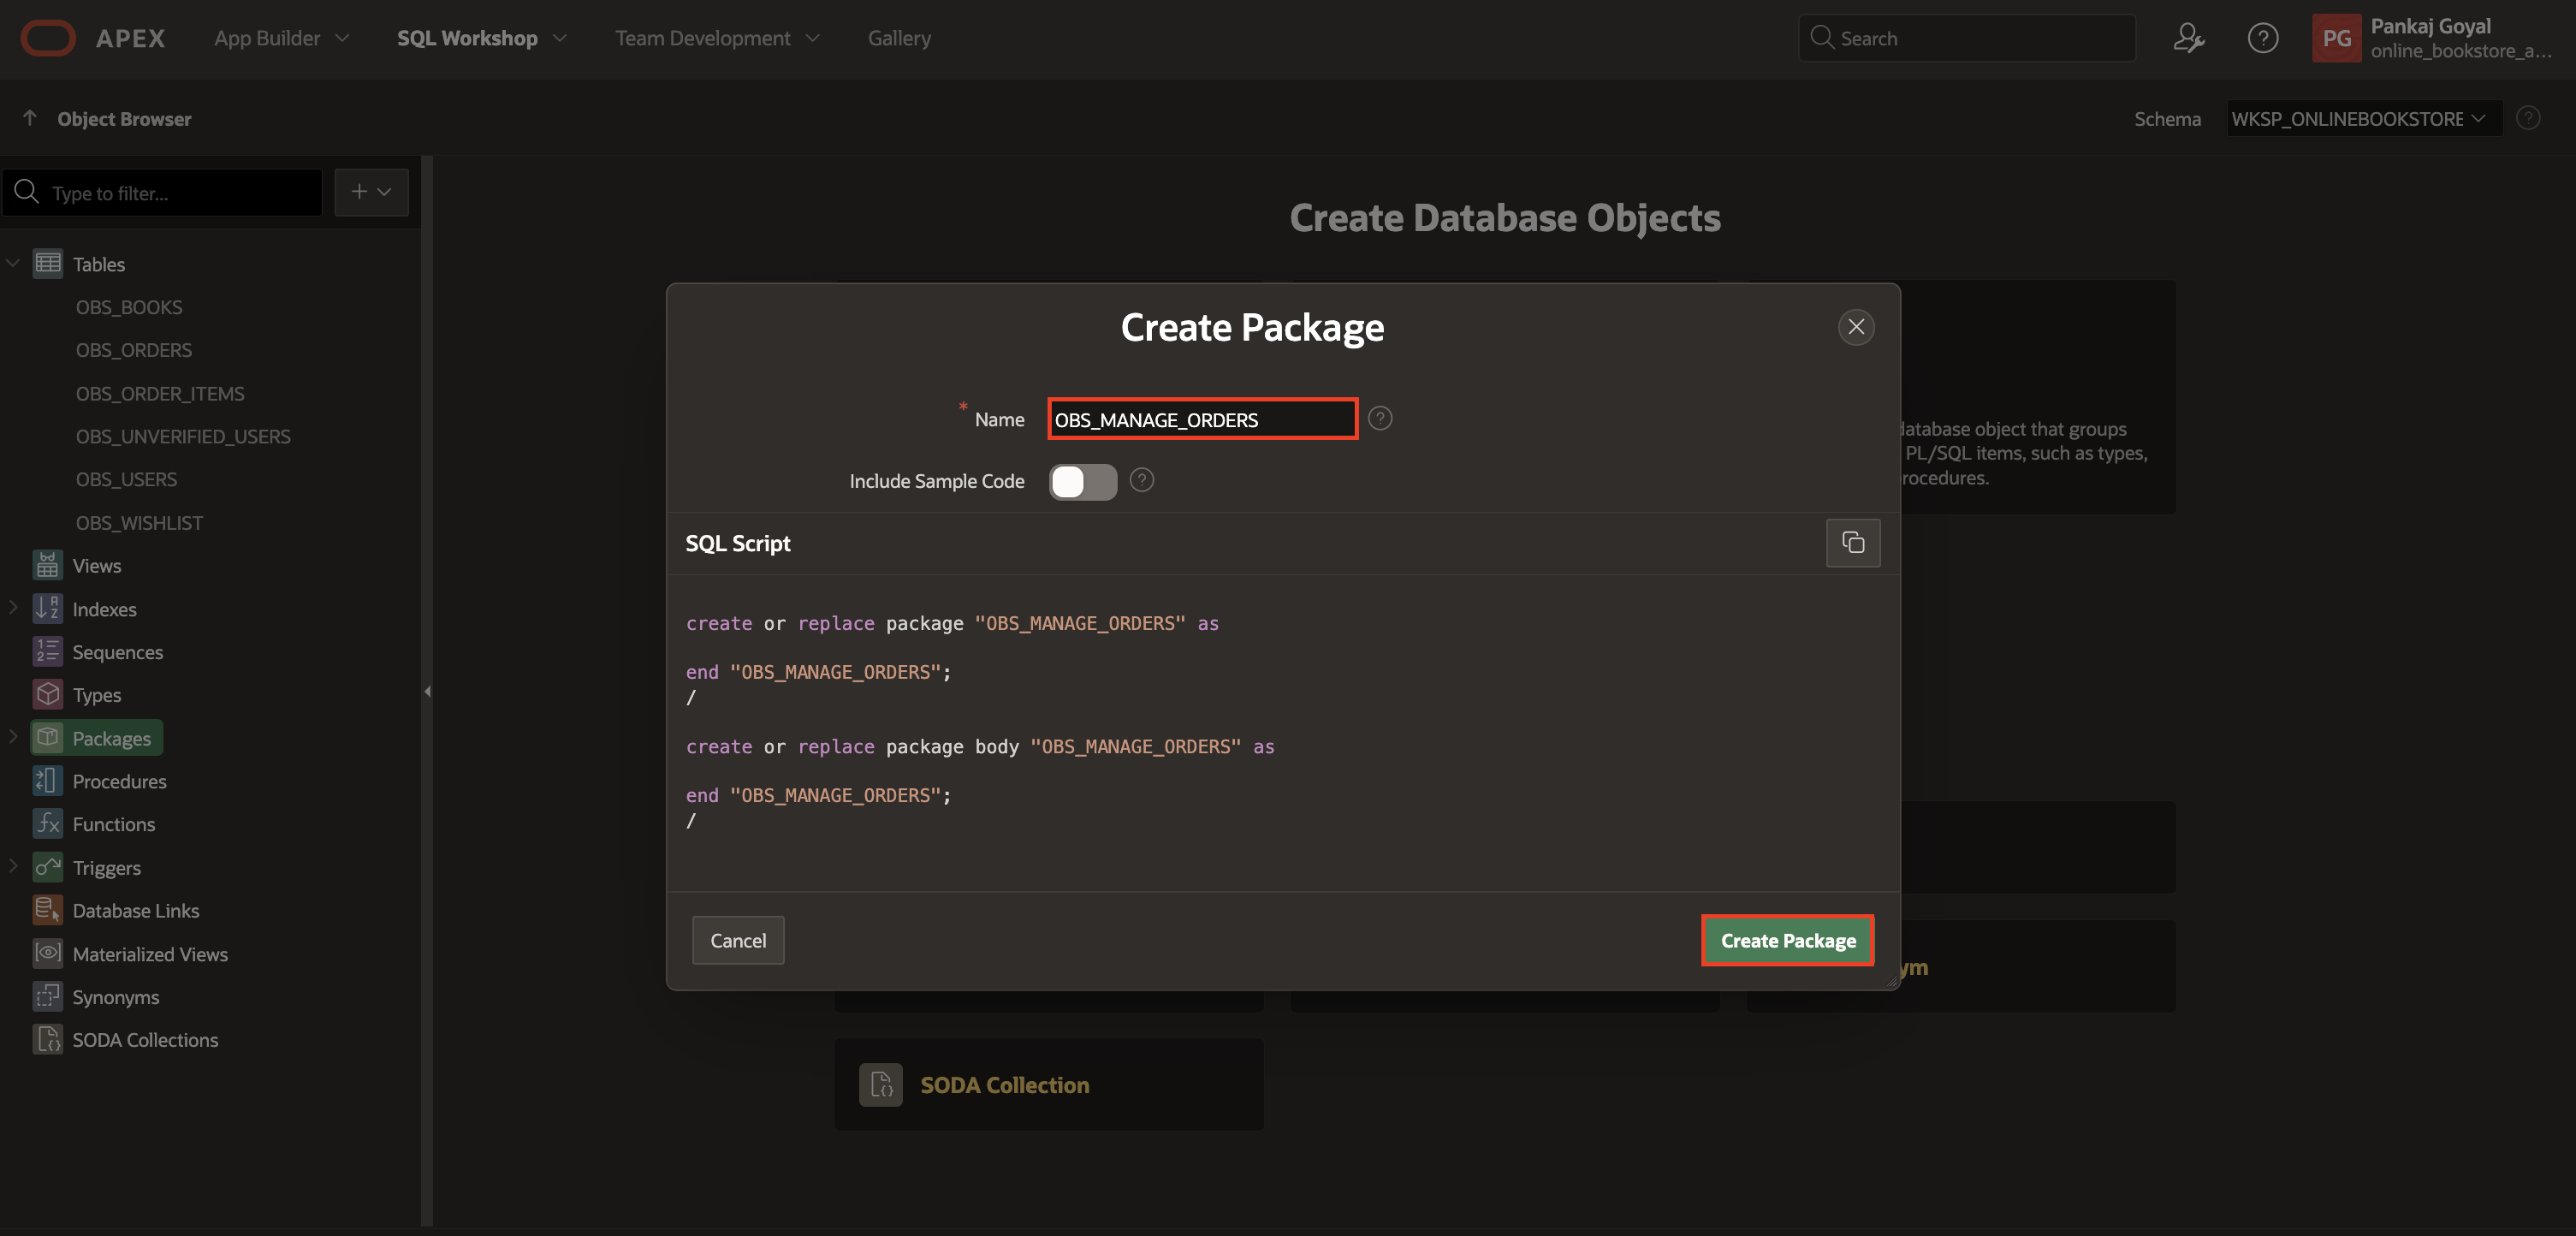 APEX App Builder SQL Workshop Team Development Gallery Search PG Pankaj Goyal
online_bookstore_a...
Object Browser Schema WKSP_ONLINEBOOKSTORE
Type to filter...
Tables
OBS_BOOKS
OBS_ORDERS
OBS_ORDER_ITEMS
OBS_UNVERIFIED_USERS
OBS_USERS
OBS_WISHLIST
Views
Indexes
Sequences
Types
Packages
Procedures
Functions
Triggers
Database Links
Materialized Views
Synonyms
SODA Collections
Create Database Objects
Create Package
* Name OBS_MANAGE_ORDERS
Include Sample Code
SQL Script
create or replace package "OBS_MANAGE_ORDERS" as
end "OBS_MANAGE_ORDERS";
/
create or replace package body "OBS_MANAGE_ORDERS" as
end "OBS_MANAGE_ORDERS";
/
Cancel Create Package
database object that groups
PL/SQL items, such as types,
rocedures.
ym
SODA Collection